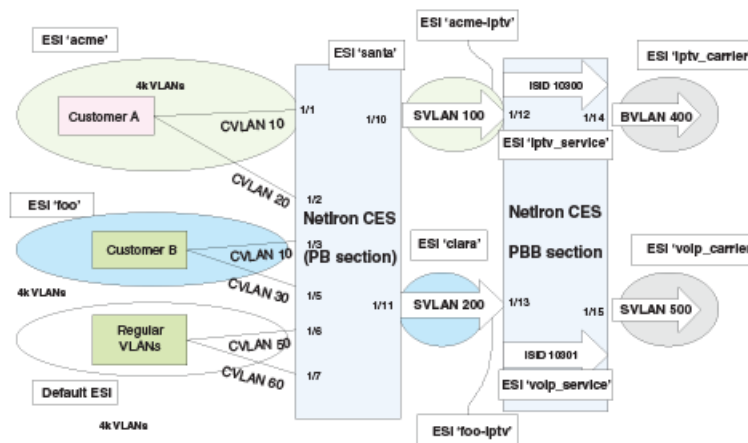 ESI 'acme'
4k VLANs
Customer A
CVLAN 10
CVLAN 20
1/1
1/2
ESI 'foo'
Customer B
CVLAN 10
CVLAN 30
1/3
1/5
4k VLANs
Regular
VLANs
CVLAN 50
CVLAN 60
1/6
1/7
Default ESI
4k VLANs
ESI 'santa'
1/10
NetIron CES
(PB section)
1/11
ESI 'acme-iptv'
SVLAN 100
ESI 'clara'
SVLAN 200
ESI 'foo-iptv'
ISID 10300
1/12
1/14
ESI 'iptv_service'
NetIron CES
PBB section
1/13
1/15
ISID 10301
ESI 'voip_service'
ESI 'iptv_carrier
BVLAN 400
ESI 'voip_carrier
SVLAN 500